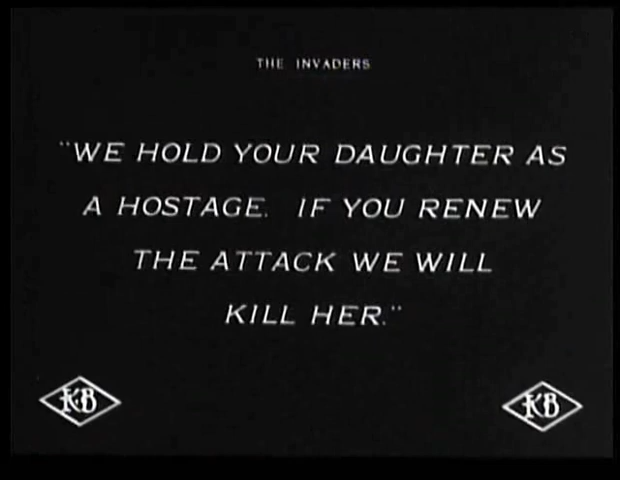 THE INVADERS
"WE HOLD YOUR DAUGHTER AS
A HOSTAGE. IF YOU RENEW
THE ATTACK WE WILL
KILL HER."
KB KB